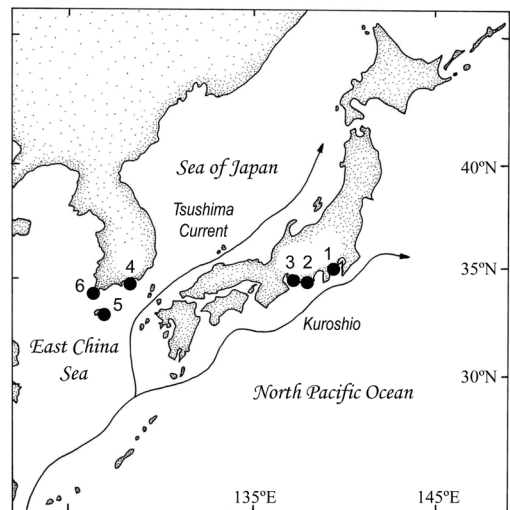 40ºN
Sea of Japan
Tsushima
Current
1
3
2
4
35ºN
6
5
Kuroshio
East China
Sea
30ºN
North Pacific Ocean
135ºE
145ºE